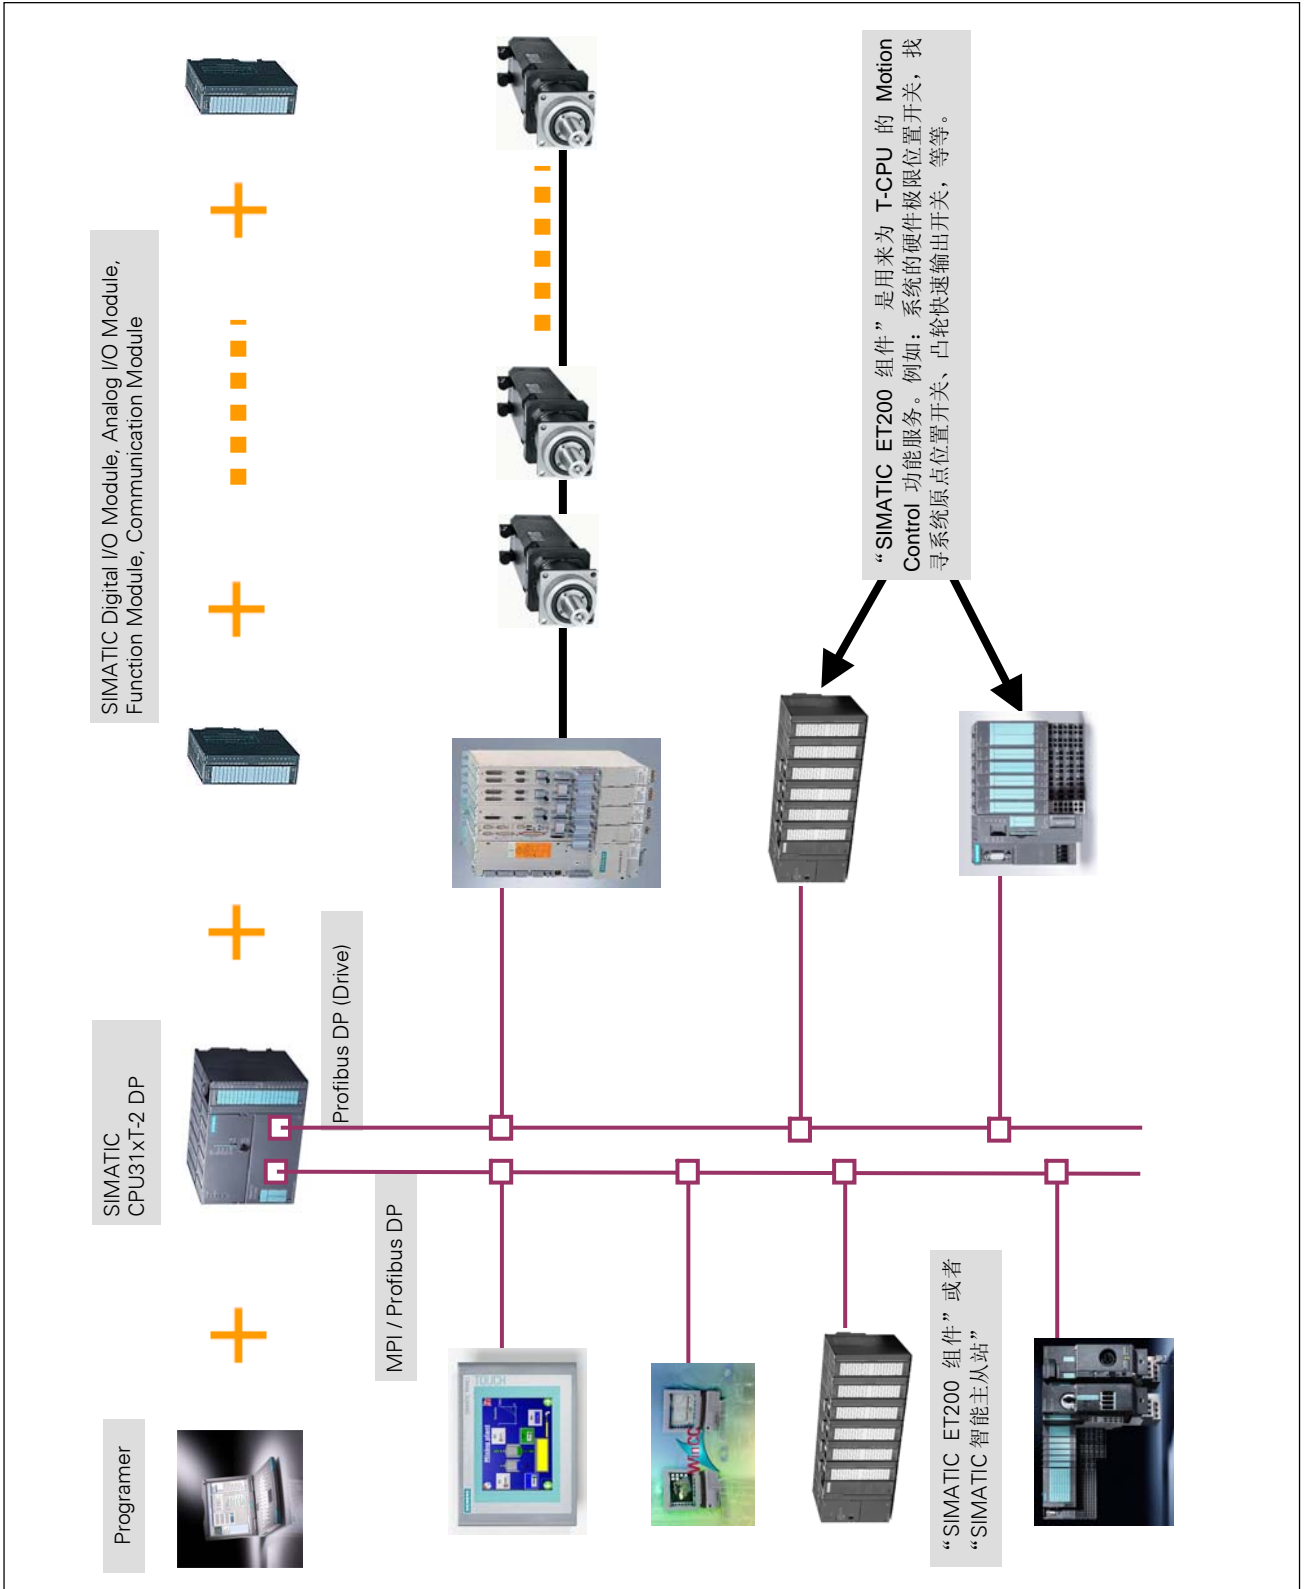 Programer
SIMATIC
CPU31xT-2 DP
SIMATIC Digital I/O Module, Analog I/O Module,
Function Module, Communication Module
MPI / Profibus DP
Profibus DP (Drive)
TOUCH
WinCC
“SIMATIC ET200 组件”是用来为 T-CPU 的 Motion
Control 功能服务。例如：系统的硬件极限位置开关，找
寻系统原点位置开关、凸轮快速输出开关，等等。
“SIMATIC ET200 组件”或者
“SIMATIC 智能主从站”